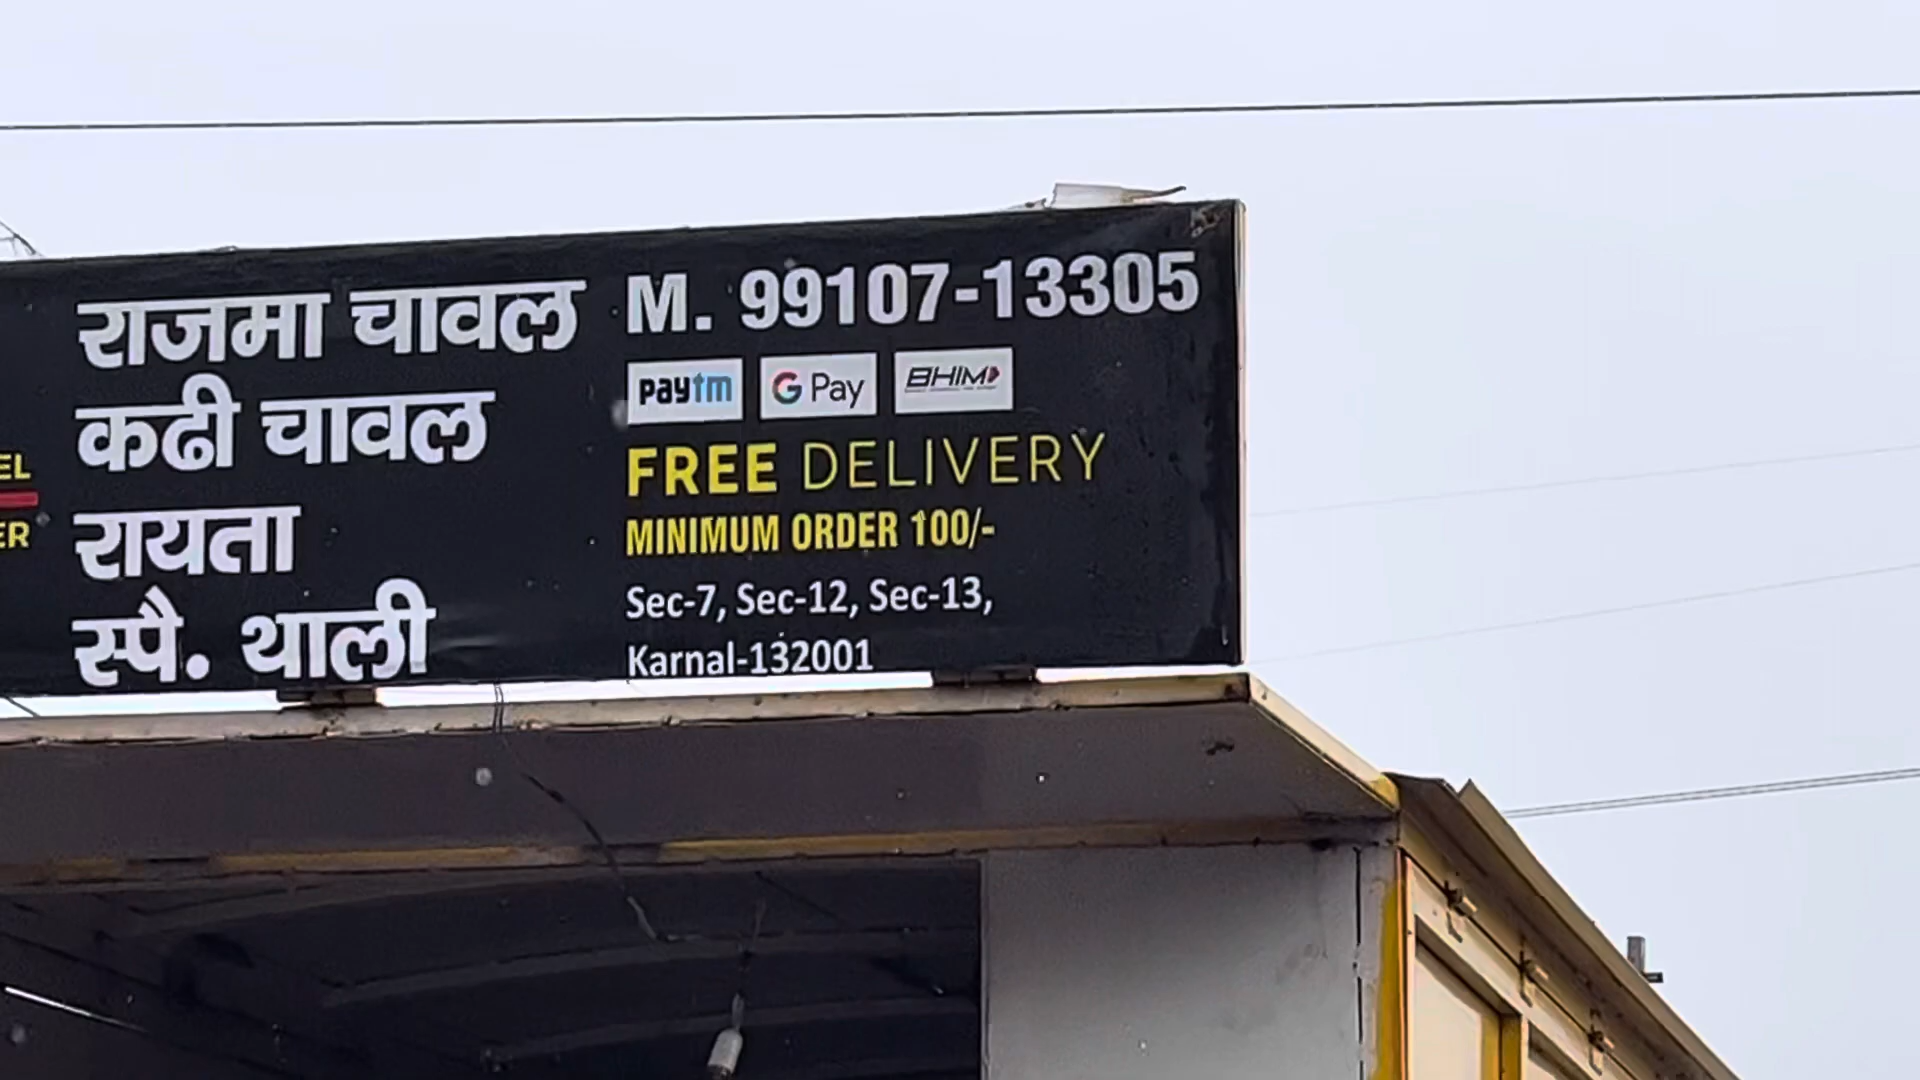 राजमा चावल
कढी चावल
रायता
स्पै. थाली
M. 99107-13305
paytm G Pay BHIM
FREE DELIVERY
MINIMUM ORDER 100/-
Sec-7, Sec-12, Sec-13,
Karnal-132001